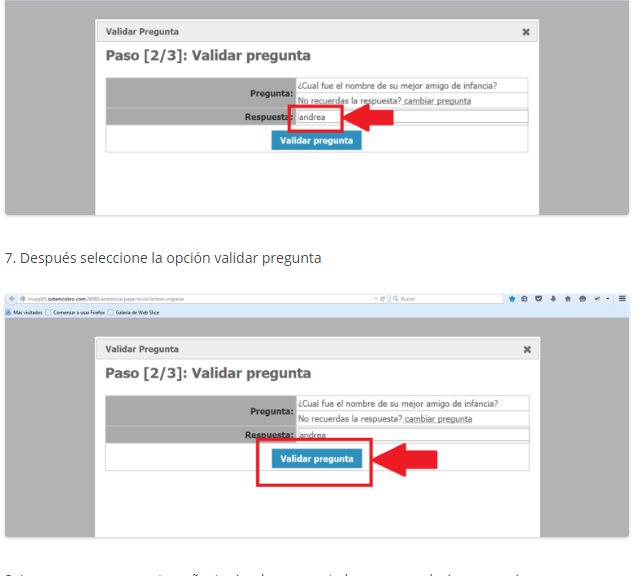 Validar Pregunta
Paso [2/3]: Validar pregunta
Pregunta: ¿Cual fue el nombre de su mejor amigo de infancia?
No recuerdas la respuesta? cambiar pregunta
Respuesta: andrea
Validar pregunta
7. Después seleccione la opción validar pregunta
Buscar
Más visitados Comenzar a usar Firefox Galería de Web Slice
Validar Pregunta
Paso [2/3]: Validar pregunta
Pregunta: ¿Cual fue el nombre de su mejor amigo de infancia?
No recuerdas la respuesta? cambiar pregunta
Respuesta: andrea
Validar pregunta